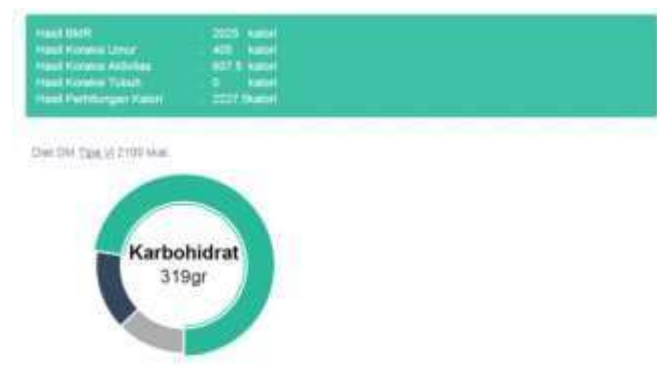 Hasil BMR : 2025 kalori
Hasil Koreksi Umur : 405 kalori
Hasil Koreksi Aktivitas : 607.5 kalori
Hasil Koreksi Tubuh : 0 kalori
Hasil Perhitungan Kalori : 2227.5kalori
Diet DM Tipe VI 2100 kkal.
Karbohidrat
319gr